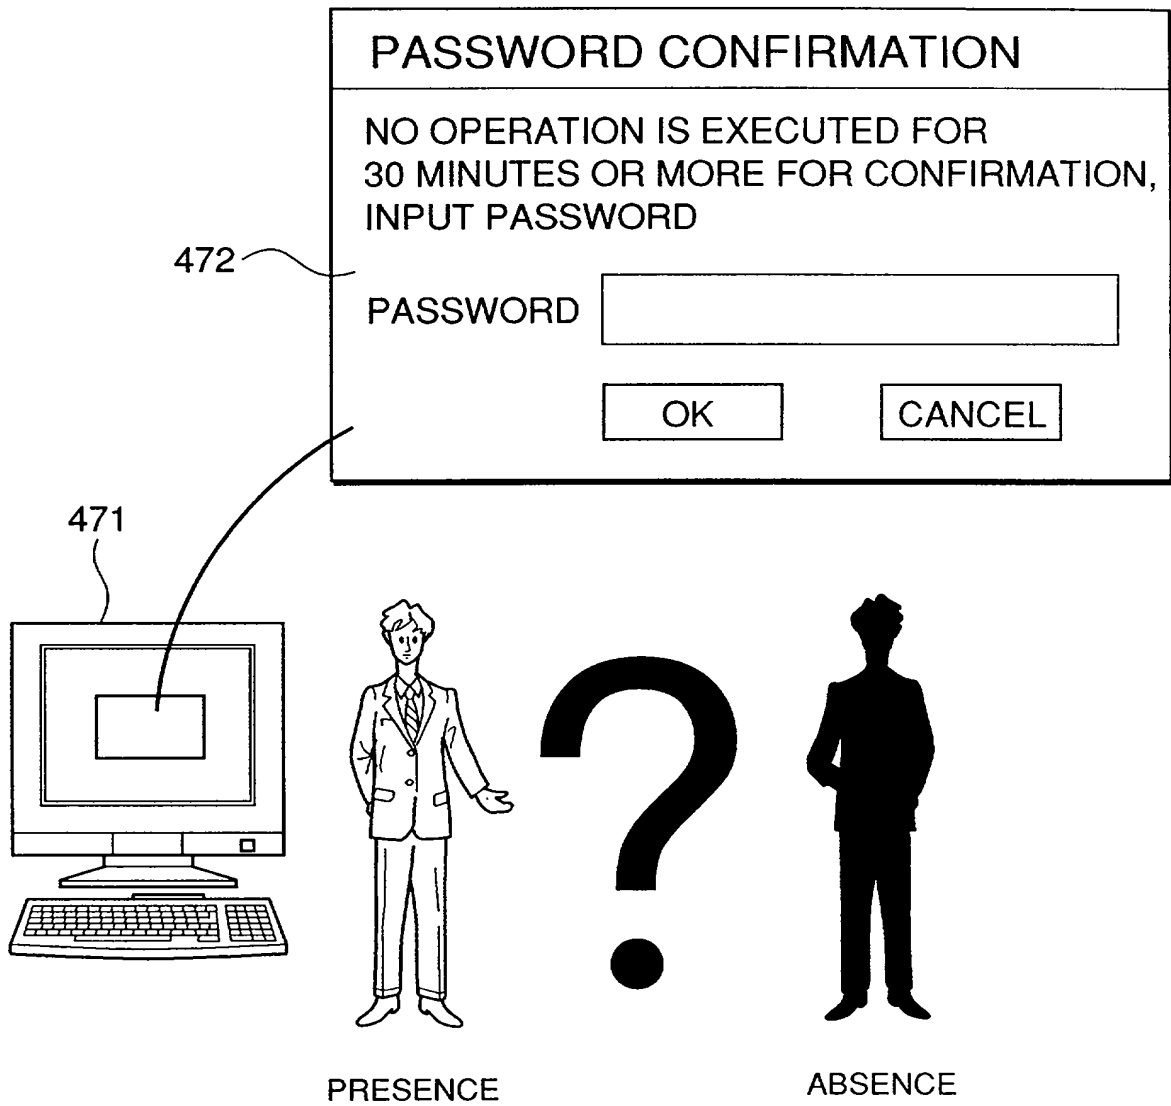 PASSWORD CONFIRMATION
NO OPERATION IS EXECUTED FOR
30 MINUTES OR MORE FOR CONFIRMATION,
INPUT PASSWORD
472
PASSWORD
OK CANCEL
471
PRESENCE ABSENCE